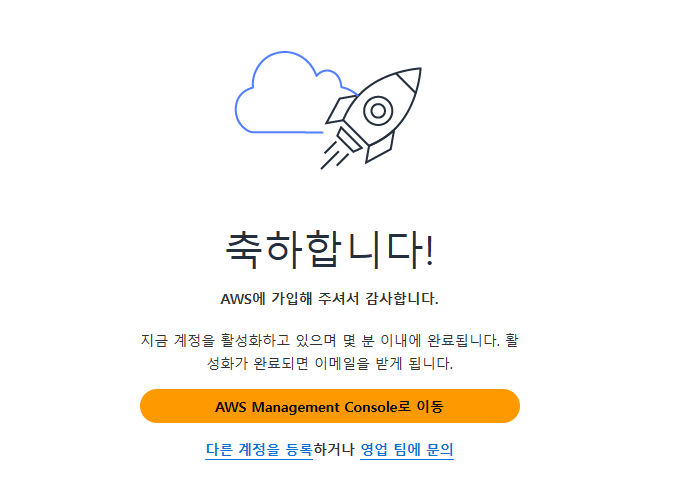 축하합니다!
AWS에 가입해 주셔서 감사합니다.
지금 계정을 활성화하고 있으며 몇 분 이내에 완료됩니다. 활
성화가 완료되면 이메일을 받게 됩니다.
AWS Management Console로 이동
다른 계정을 등록하거나 영업 팀에 문의